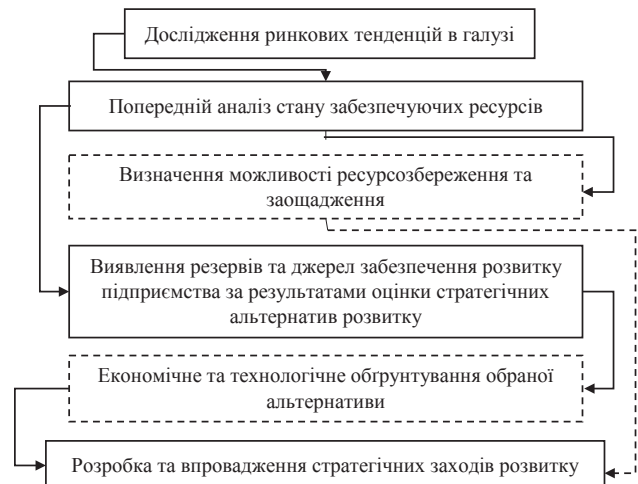 Дослідження ринкових тенденцій в галузі
Попередній аналіз стану забезпечуючих ресурсів
Визначення можливості ресурсозбереження та
заощадження
Виявлення резервів та джерел забезпечення розвитку
підприємства за результатами оцінки стратегічних
альтернатив розвитку
Економічне та технологічне обґрунтування обраної
альтернативи
Розробка та впровадження стратегічних заходів розвитку